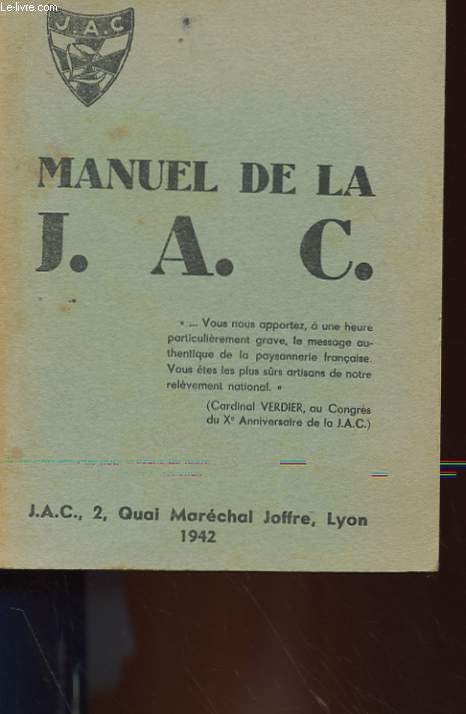 Le-livre.com
J.A.C
MANUEL DE LA
J. A. C.
« ... Vous nous apportez, à une heure
particulièrement grave, le message au-
thentique de la paysannerie française.
Vous êtes les plus sûrs artisans de notre
relèvement national. »
(Cardinal VERDIER, au Congrès
du Xe Anniversaire de la J.A.C.)
J.A.C., 2, Quai Maréchal Joffre, Lyon
1942